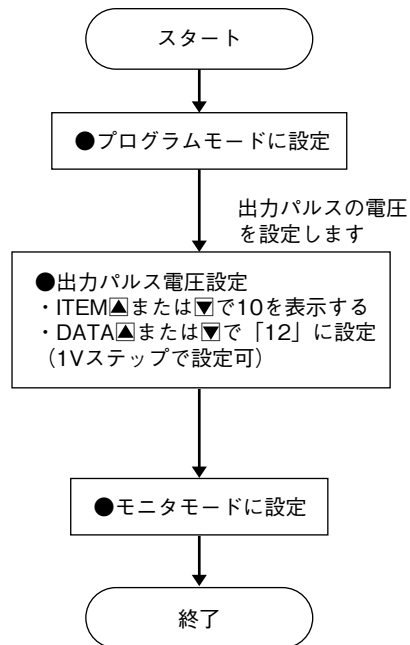 スタート
●プログラムモードに設定
出力パルスの電圧
を設定します
●出力パルス電圧設定
・ITEM▲または▼で10を表示する
・DATA▲または▼で「12」に設定
（1Vステップで設定可）
●モニタモードに設定
終了